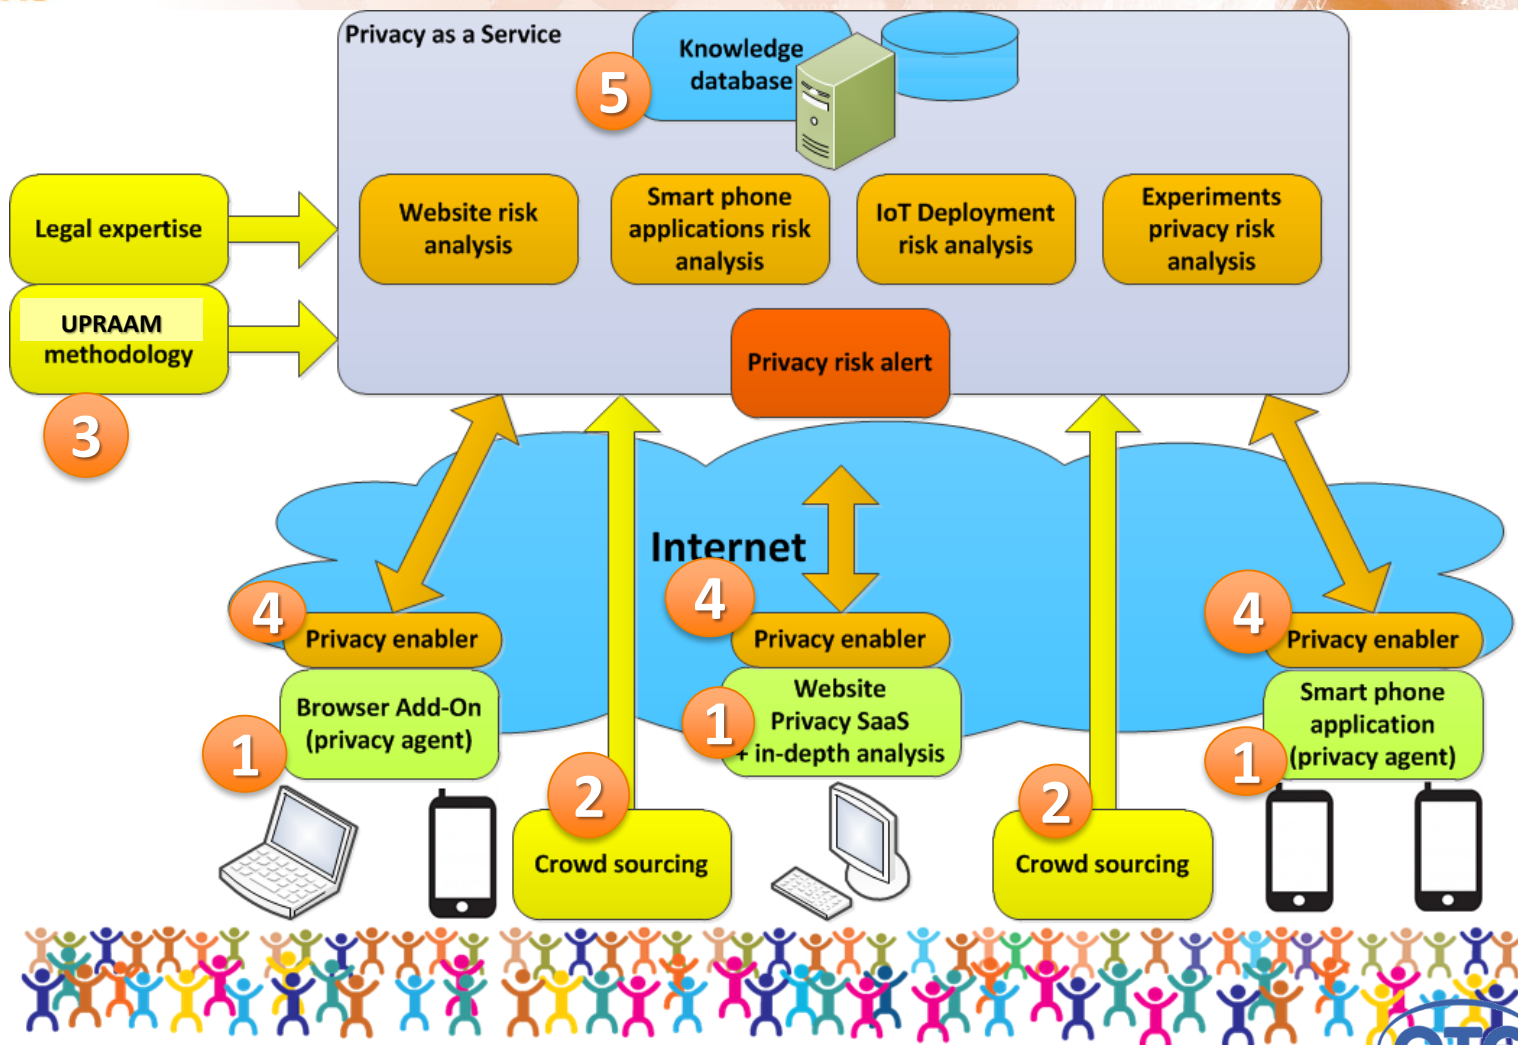 Privacy as a Service
Knowledge
database
5
Legal expertise
Website risk
analysis
Smart phone
applications risk
analysis
IoT Deployment
risk analysis
Experiments
privacy risk
analysis
UPRAAM
methodology
3
Privacy risk alert
Internet
4
Privacy enabler
4
Privacy enabler
4
Privacy enabler
1
Browser Add-On
(privacy agent)
1
Website
Privacy SaaS
+ in-depth analysis
1
Smart phone
application
(privacy agent)
2
Crowd sourcing
2
Crowd sourcing